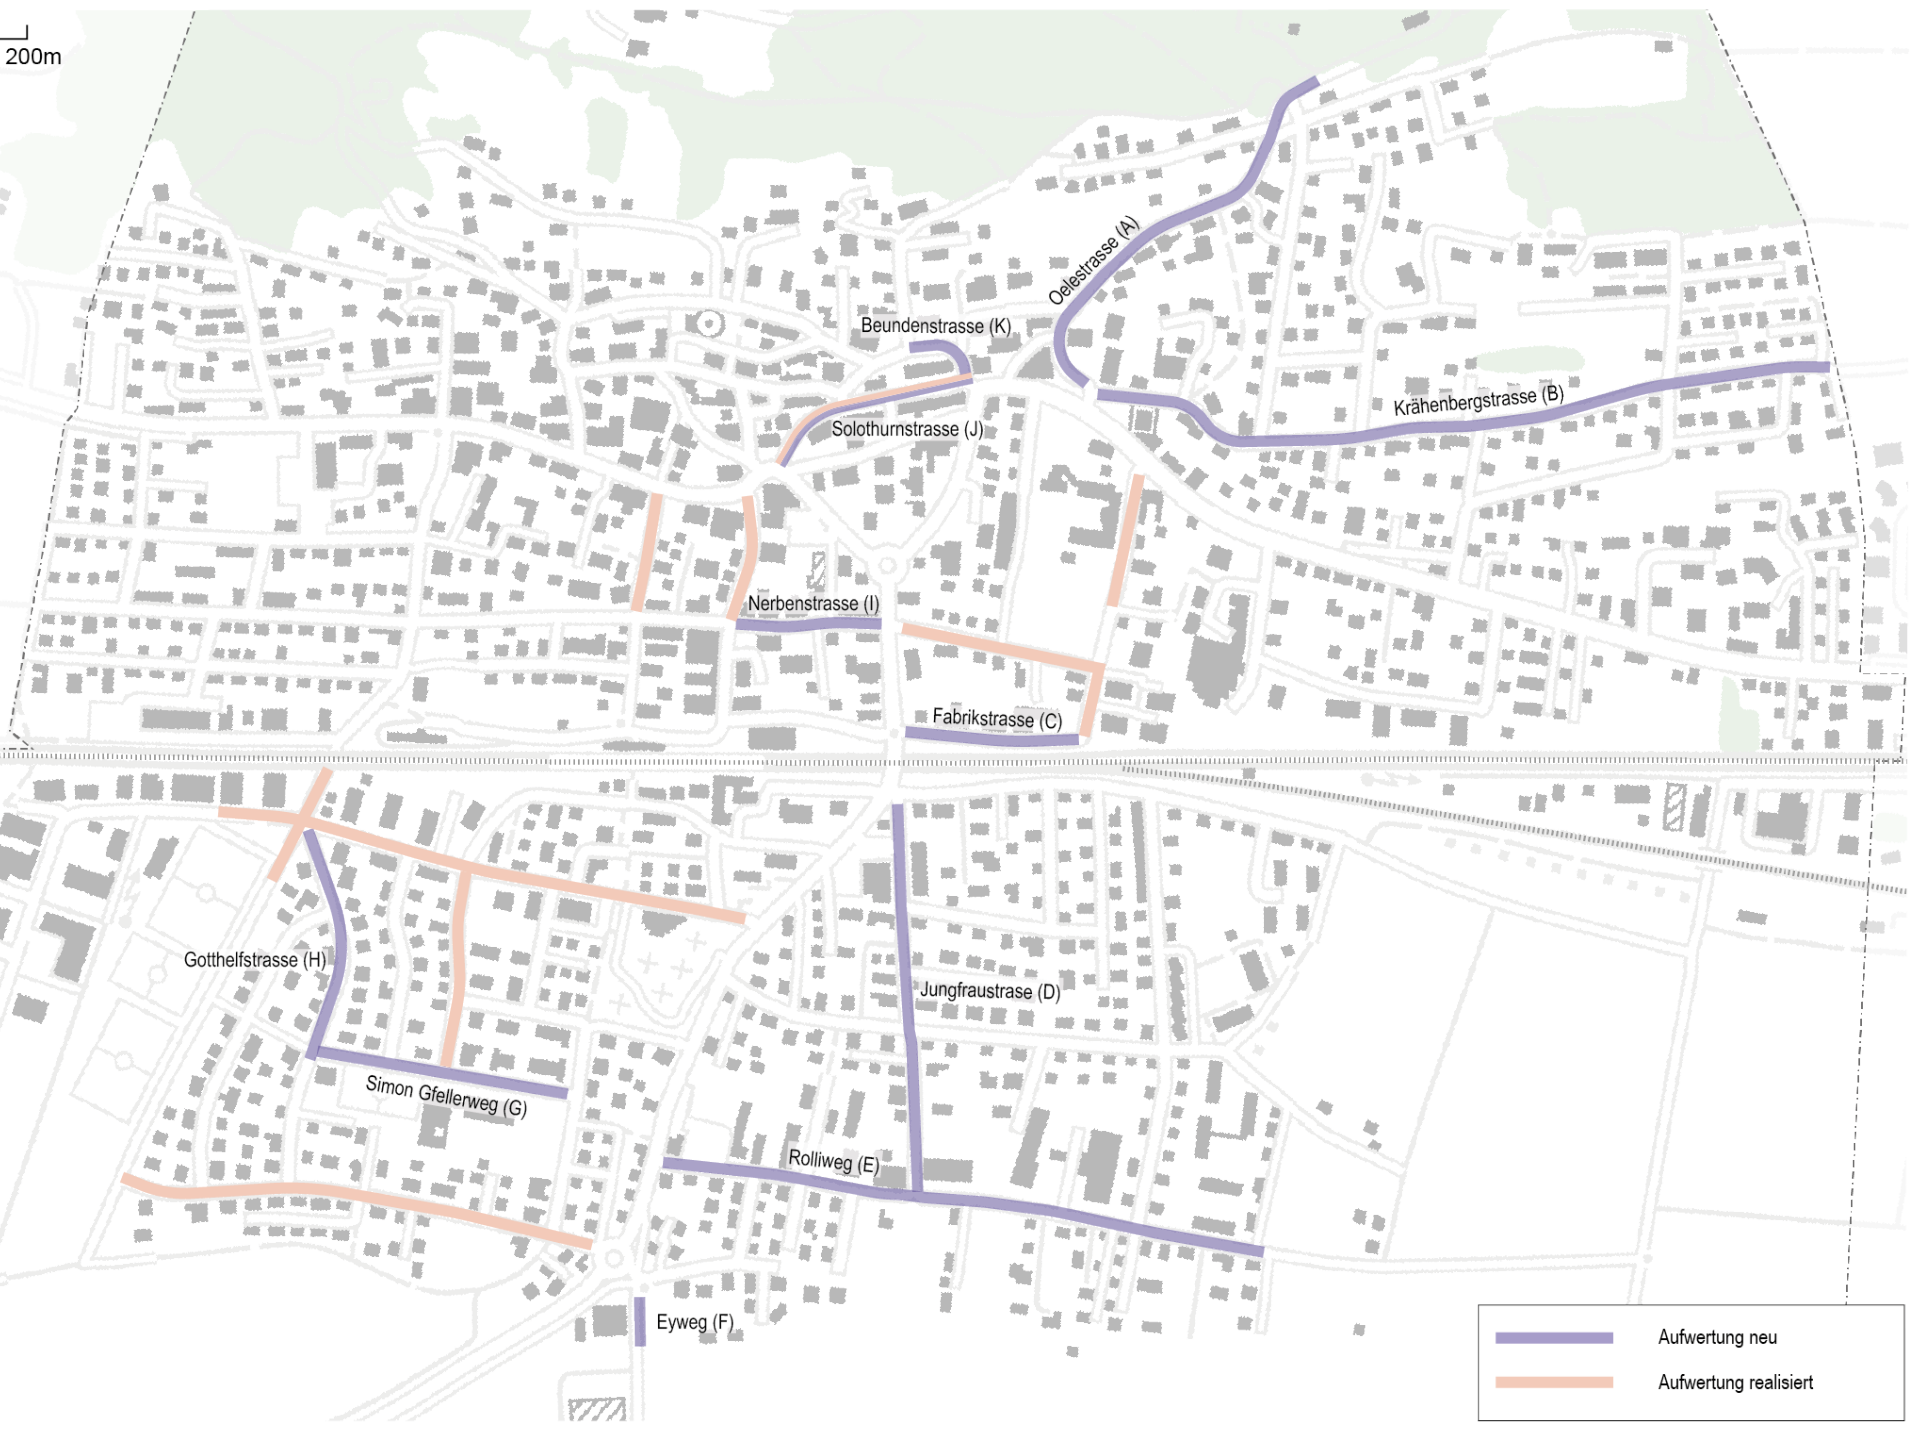 200m
Oelestrasse (A)
Beundenstrasse (K)
Krähenbergstrasse (B)
Solothurnstrasse (J)
Nerbenstrasse (I)
Fabrikstrasse (C)
Gotthelfstrasse (H)
Jungfraustrase (D)
Simon Gfellerweg (G)
Rolliweg (E)
Eyweg (F)
Aufwertung neu
Aufwertung realisiert